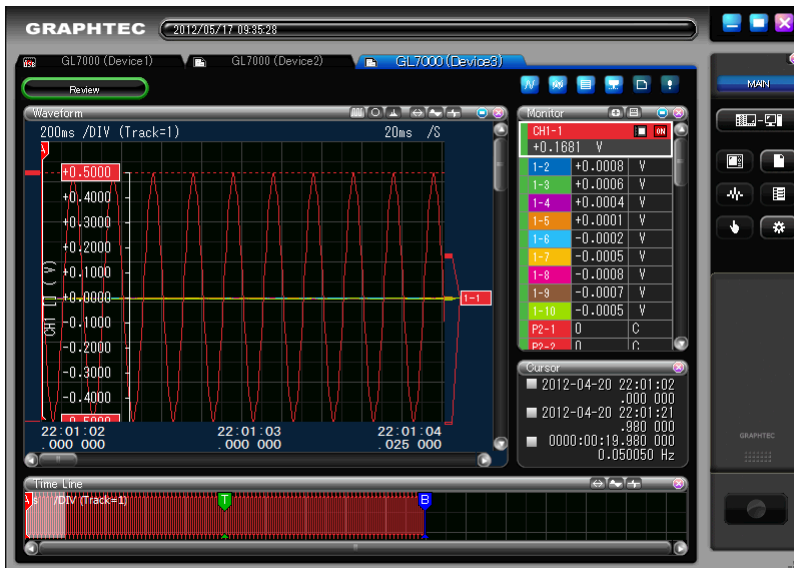 GRAPHTEC 2012/05/17 09:35:28
USB GL7000 (Device1) GL7000 (Device2) GL7000 (Device3)
Review
MAIN
Waveform
200ms /DIV (Track=1) 20ms /S
A
+0.5000
+0.4000
+0.3000
+0.2000
+0.1000
+0.0000
-0.1000
-0.2000
-0.3000
-0.4000
-0.5000
CH1 [] (V)
1-1
22:01:02 22:01:03 22:01:04
.000 000 .000 000 .025 000
Monitor
CH1-1 ON
+0.1681 V
1-2 +0.0008 V
1-3 +0.0006 V
1-4 +0.0004 V
1-5 +0.0001 V
1-6 -0.0002 V
1-7 -0.0005 V
1-8 -0.0008 V
1-9 -0.0007 V
1-10 -0.0005 V
P2-1 0 C
P2-2 0 C
Cursor
2012-04-20 22:01:02
.000 000
2012-04-20 22:01:21
.980 000
0000:00:19.980 000
0.050050 Hz
GRAPHTEC
Time Line
s /DIV (Track=1)
A T B